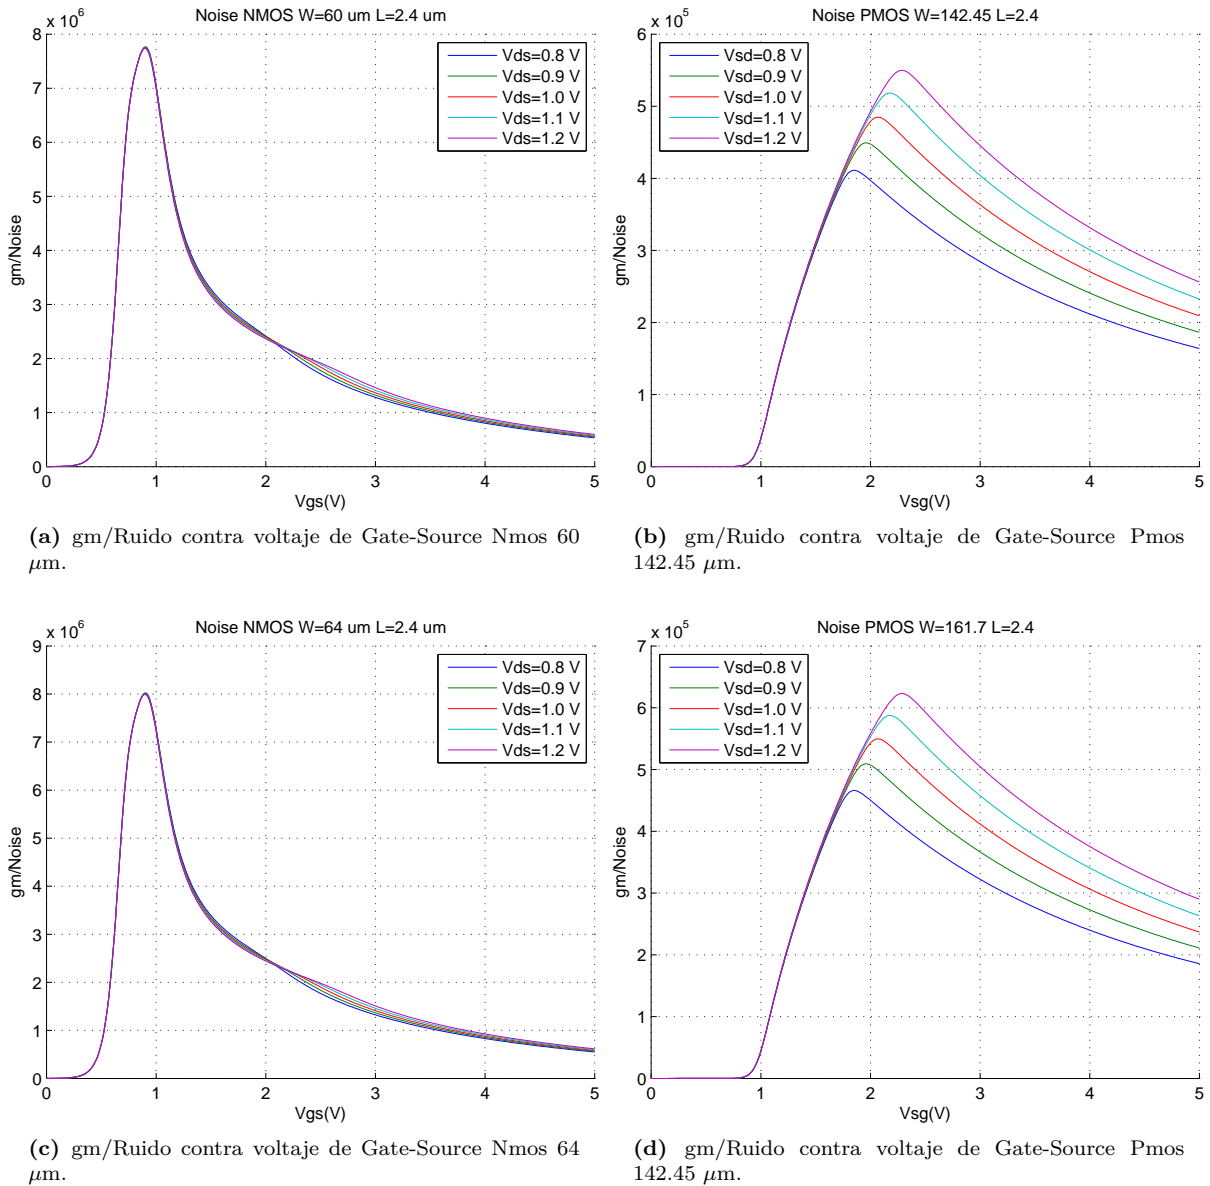 Noise NMOS W=60 um L=2.4 um
x 10^6
8
7
6
5
4
3
2
1
0
gm/Noise
0 1 2 3 4 5
Vgs(V)
Vds=0.8 V
Vds=0.9 V
Vds=1.0 V
Vds=1.1 V
Vds=1.2 V
(a) gm/Ruido contra voltaje de Gate-Source Nmos 60
μm.
Noise PMOS W=142.45 L=2.4
x 10^5
6
5
4
3
2
1
0
gm/Noise
0 1 2 3 4 5
Vsg(V)
Vsd=0.8 V
Vsd=0.9 V
Vsd=1.0 V
Vsd=1.1 V
Vsd=1.2 V
(b) gm/Ruido contra voltaje de Gate-Source Pmos
142.45 μm.
Noise NMOS W=64 um L=2.4 um
x 10^6
9
8
7
6
5
4
3
2
1
0
gm/Noise
0 1 2 3 4 5
Vgs(V)
Vds=0.8 V
Vds=0.9 V
Vds=1.0 V
Vds=1.1 V
Vds=1.2 V
(c) gm/Ruido contra voltaje de Gate-Source Nmos 64
μm.
Noise PMOS W=161.7 L=2.4
x 10^5
7
6
5
4
3
2
1
0
gm/Noise
0 1 2 3 4 5
Vsg(V)
Vsd=0.8 V
Vsd=0.9 V
Vsd=1.0 V
Vsd=1.1 V
Vsd=1.2 V
(d) gm/Ruido contra voltaje de Gate-Source Pmos
142.45 μm.